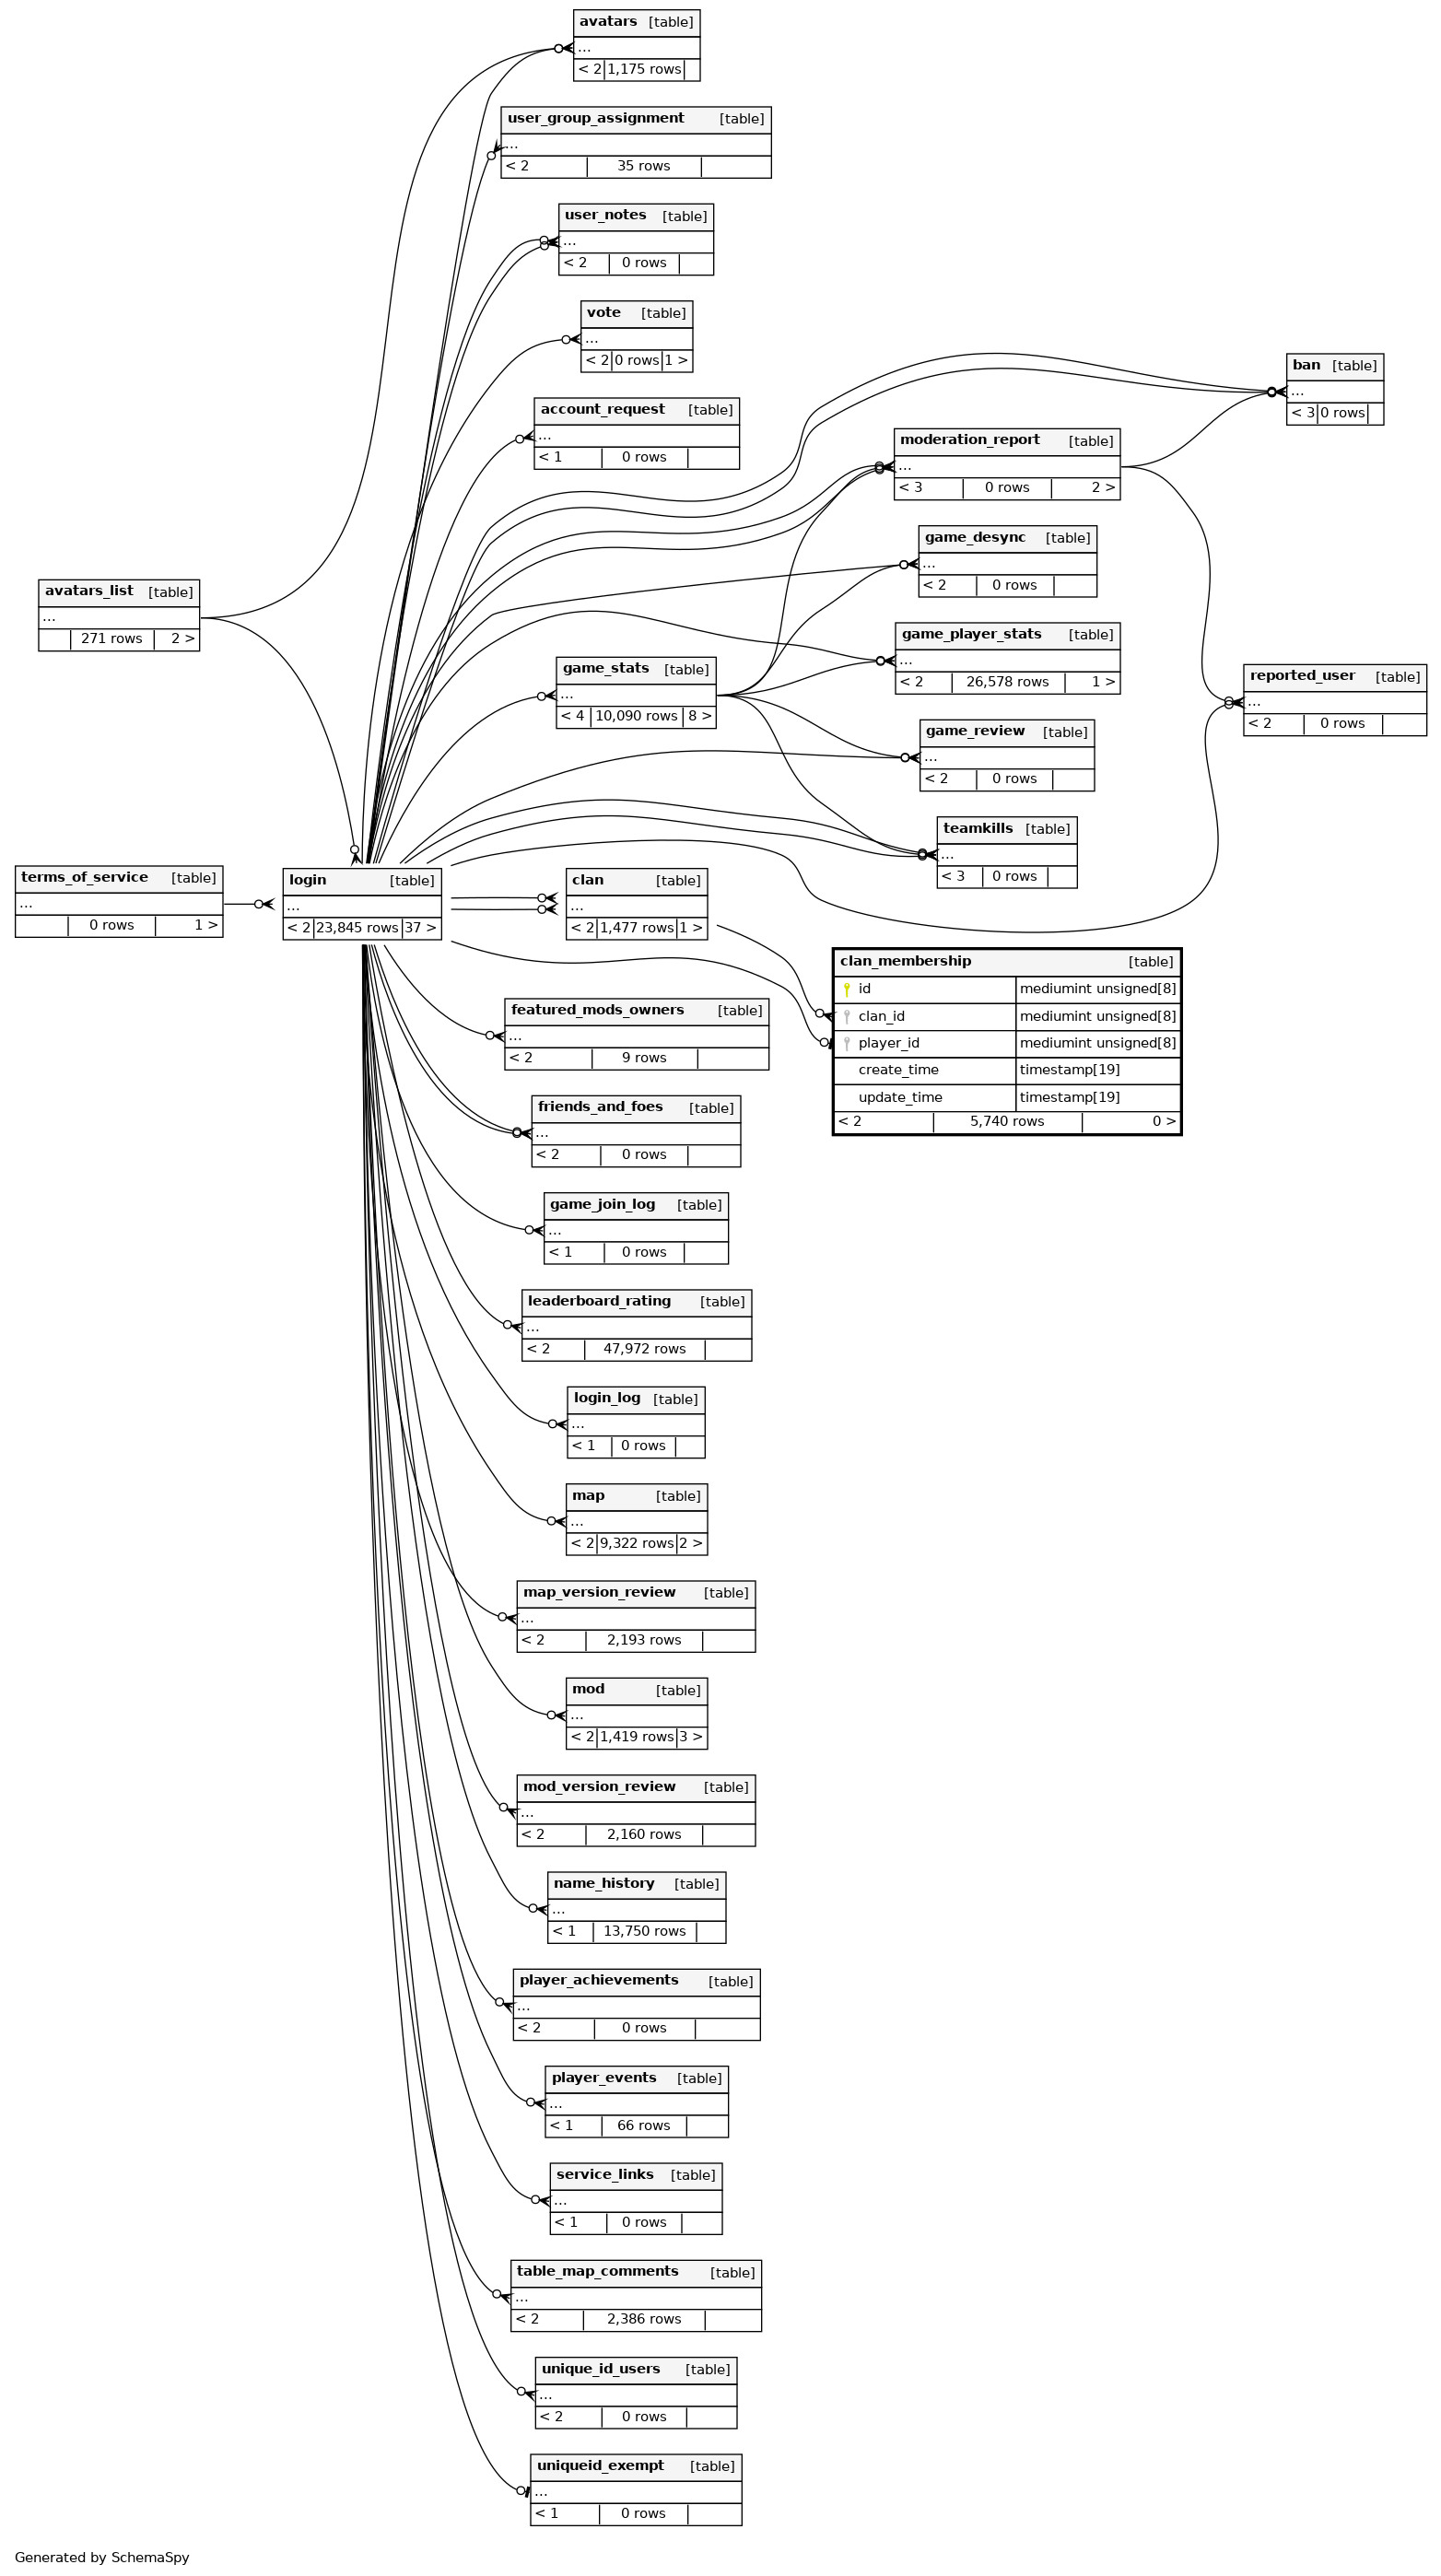 avatars [table]
...
< 2 1,175 rows
user_group_assignment [table]
...
< 2 35 rows
user_notes [table]
...
< 2 0 rows
vote [table]
...
< 2 0 rows 1 >
ban [table]
...
< 3 0 rows
account_request [table]
...
< 1 0 rows
moderation_report [table]
...
< 3 0 rows 2 >
game_desync [table]
...
< 2 0 rows
avatars_list [table]
...
271 rows 2 >
game_player_stats [table]
...
< 2 26,578 rows 1 >
game_stats [table]
...
< 4 10,090 rows 8 >
reported_user [table]
...
< 2 0 rows
game_review [table]
...
< 2 0 rows
teamkills [table]
...
< 3 0 rows
terms_of_service [table]
...
0 rows 1 >
login [table]
...
< 2 23,845 rows 37 >
clan [table]
...
< 2 1,477 rows 1 >
clan_membership [table]
id mediumint unsigned[8]
clan_id mediumint unsigned[8]
player_id mediumint unsigned[8]
create_time timestamp[19]
update_time timestamp[19]
< 2 5,740 rows 0 >
featured_mods_owners [table]
...
< 2 9 rows
friends_and_foes [table]
...
< 2 0 rows
game_join_log [table]
...
< 1 0 rows
leaderboard_rating [table]
...
< 2 47,972 rows
login_log [table]
...
< 1 0 rows
map [table]
...
< 2 9,322 rows 2 >
map_version_review [table]
...
< 2 2,193 rows
mod [table]
...
< 2 1,419 rows 3 >
mod_version_review [table]
...
< 2 2,160 rows
name_history [table]
...
< 1 13,750 rows
player_achievements [table]
...
< 2 0 rows
player_events [table]
...
< 1 66 rows
service_links [table]
...
< 1 0 rows
table_map_comments [table]
...
< 2 2,386 rows
unique_id_users [table]
...
< 2 0 rows
uniqueid_exempt [table]
...
< 1 0 rows
Generated by SchemaSpy